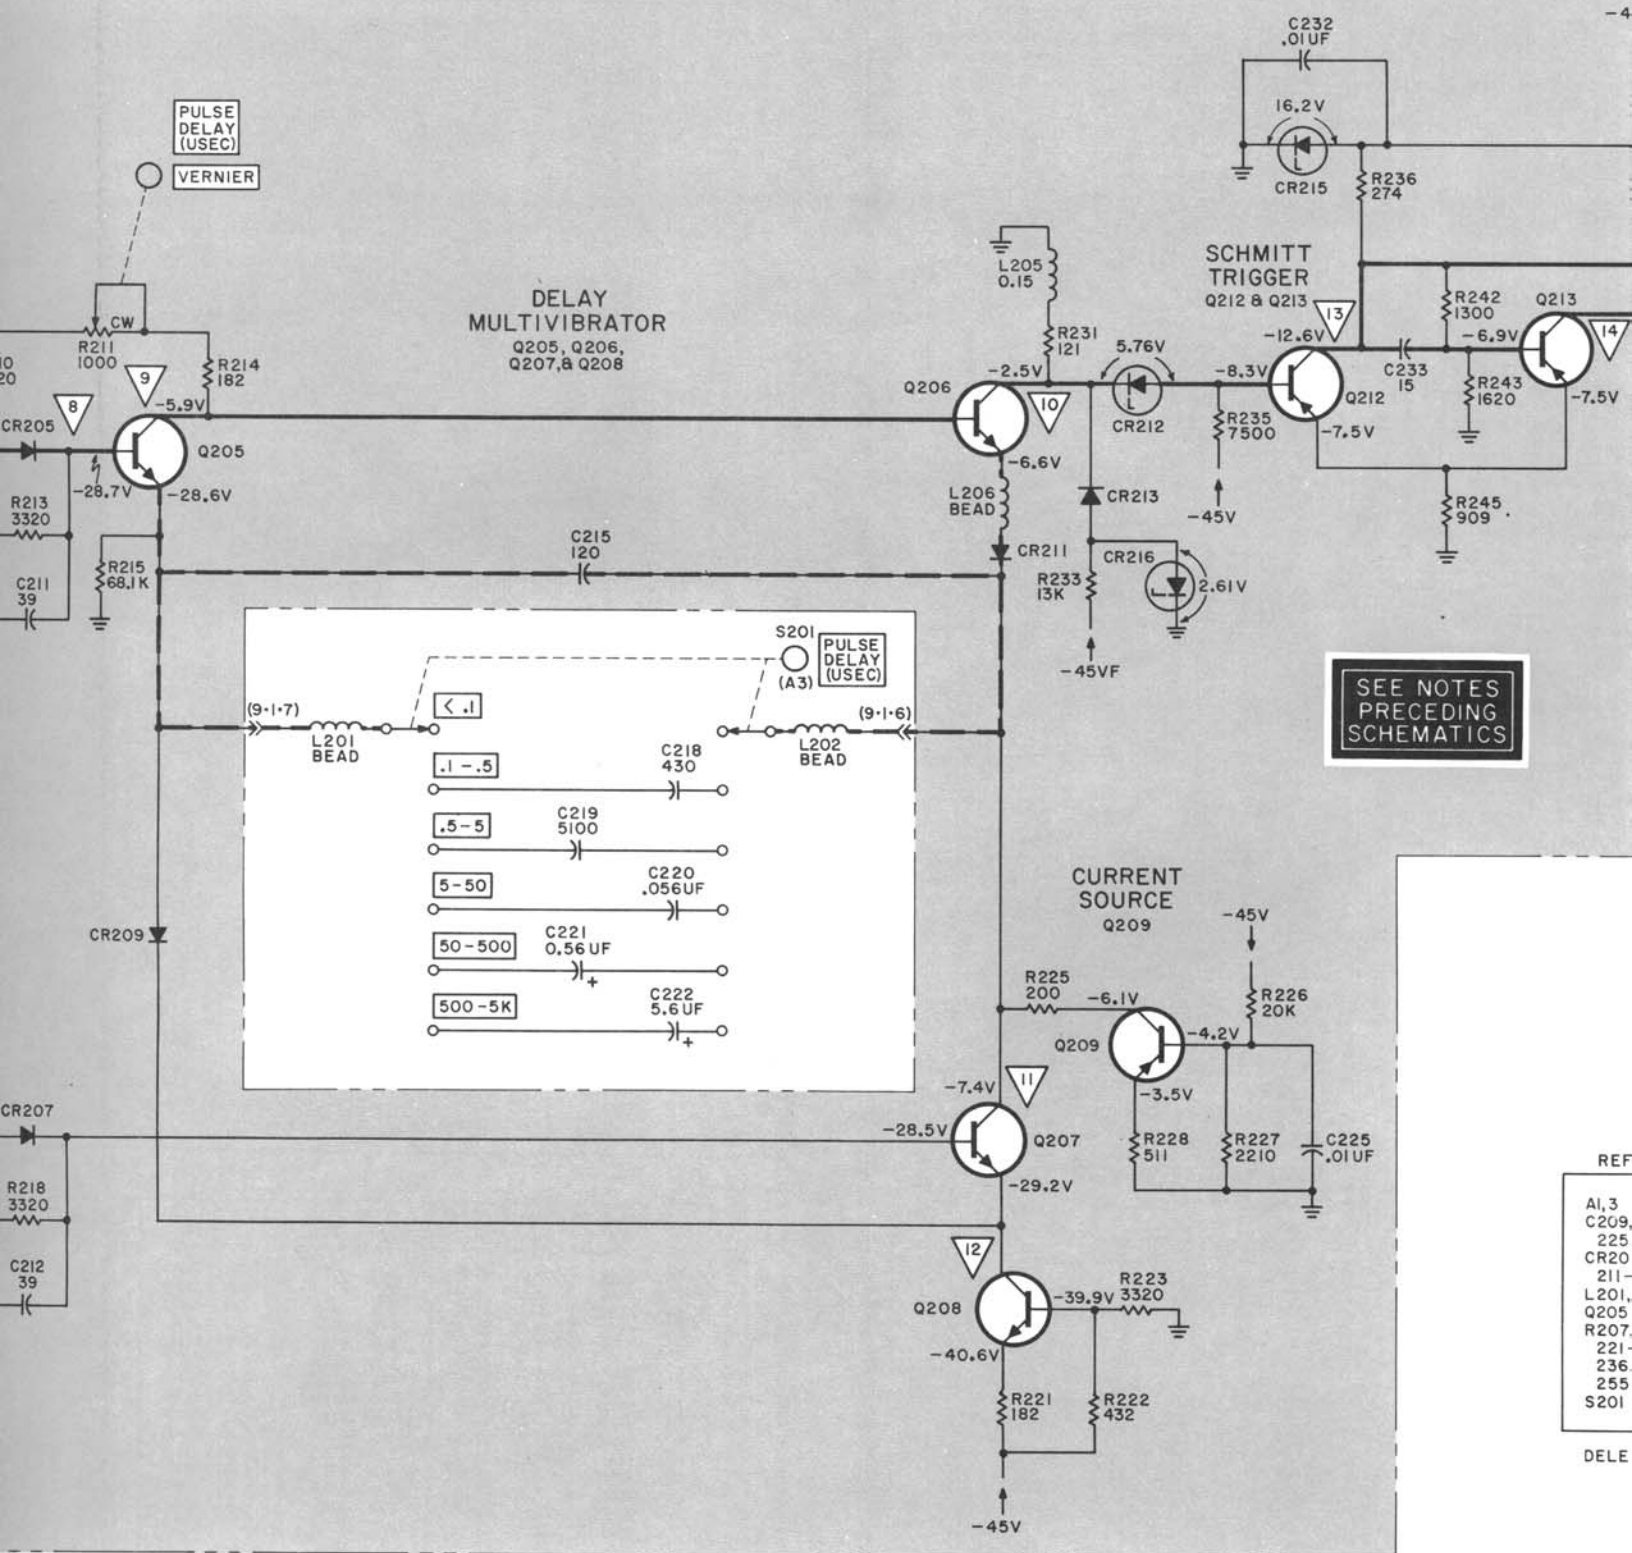 -4
C232
.01UF
16.2V
CR215
R236
274
PULSE
DELAY
(USEC)
VERNIER
L205
0.15
SCHMITT
TRIGGER
Q212 & Q213
13
R242
1300
Q213
14
DELAY
MULTIVIBRATOR
Q205, Q206,
Q207,& Q208
CW
R211
1000
10
20
R214
182
9
8
-5.9V
CR205
Q205
-28.7V
-28.6V
R213
3320
C211
39
R215
68.1K
R231
121
5.76V
-2.5V
Q206
10
CR212
-8.3V
-12.6V
Q212
-7.5V
C233
15
-6.9V
R243
1620
-7.5V
R235
7500
-45V
R245
909
-6.6V
L206
BEAD
CR213
CR211
CR216
2.61V
R233
13K
-45VF
C215
120
S201
PULSE
DELAY
(USEC)
(A3)
(9-1-7)
L201
BEAD
< .1
(9-1-6)
L202
BEAD
.1 - .5
C218
430
.5-5
C219
5100
5-50
C220
.056UF
50-500
C221
0.56UF
+
500-5K
C222
5.6UF
+
SEE NOTES
PRECEDING
SCHEMATICS
CR209
CURRENT
SOURCE
Q209
-45V
R225
200
-6.1V
R226
20K
Q209
-4.2V
-3.5V
R228
511
R227
2210
C225
.01UF
11
-7.4V
CR207
-28.5V
Q207
-29.2V
R218
3320
C212
39
12
Q208
-39.9V
R223
3320
-40.6V
R221
182
R222
432
-45V
REF
A1,3
C209,
225
CR20
211-
L201,
Q205
R207,
221-
236,
255
S201
DELE